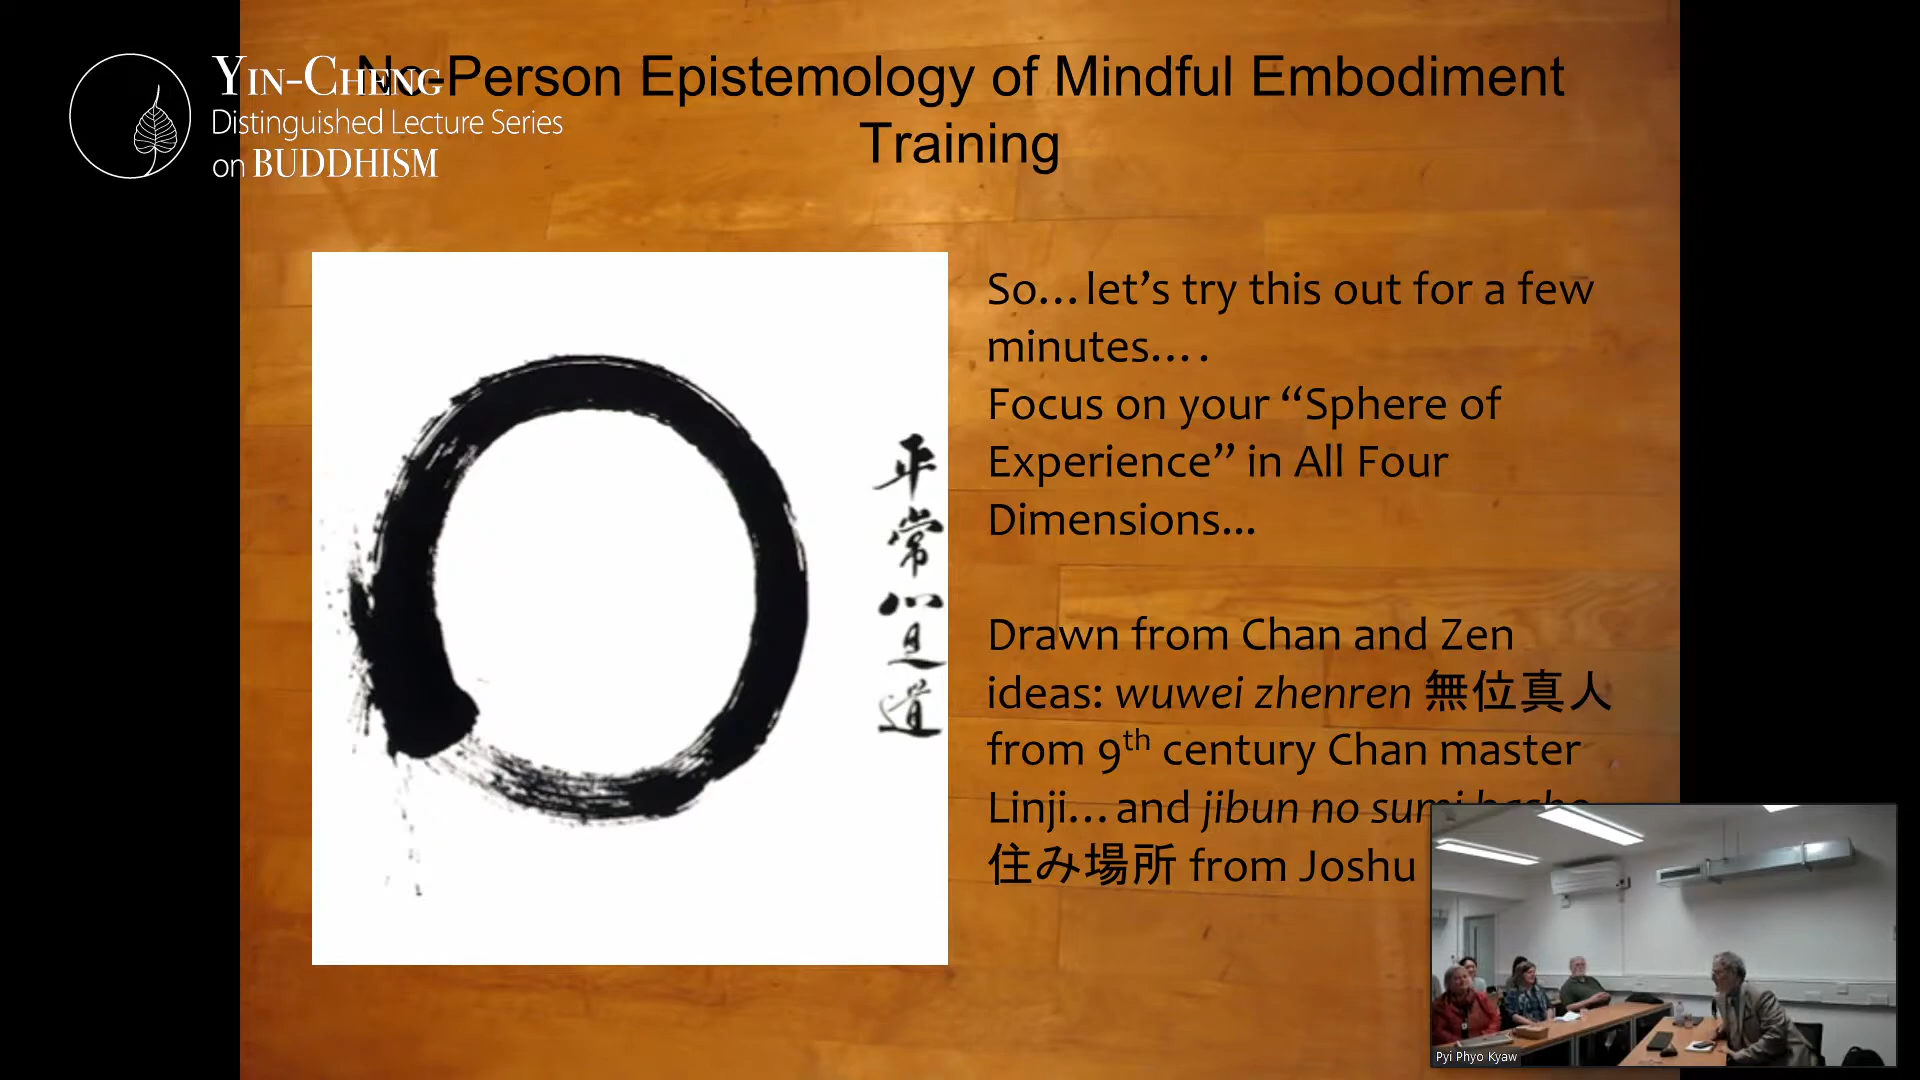 YIN-CHENG
Distinguished Lecture Series
on BUDDHISM
No-Person Epistemology of Mindful Embodiment
Training
平常心是道
So…let’s try this out for a few
minutes….
Focus on your “Sphere of
Experience” in All Four
Dimensions...
Drawn from Chan and Zen
ideas: wuwei zhenren 無位真人
from 9th century Chan master
Linji…and jibun no sumi
住み場所 from Joshu
Pyi Phyo Kyaw